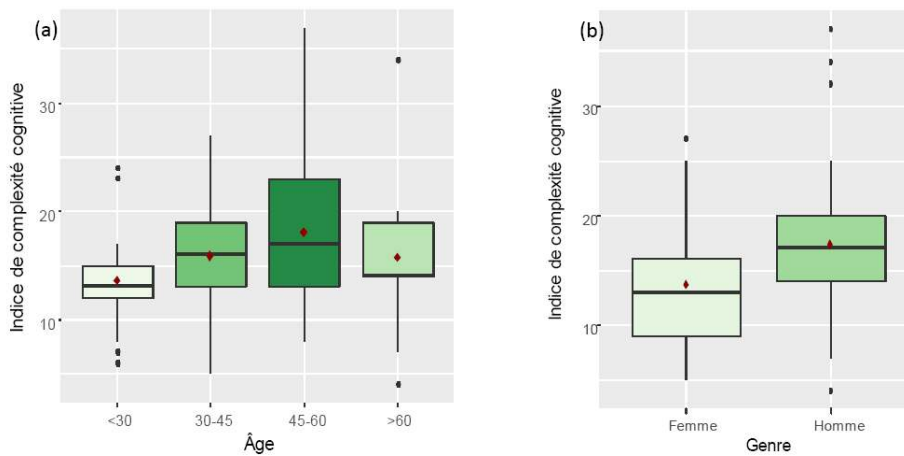 (a)
Indice de complexité cognitive
30
20
10
<30 30-45 45-60 >60
Âge
(b)
Indice de complexité cognitive
30
20
10
Femme Homme
Genre